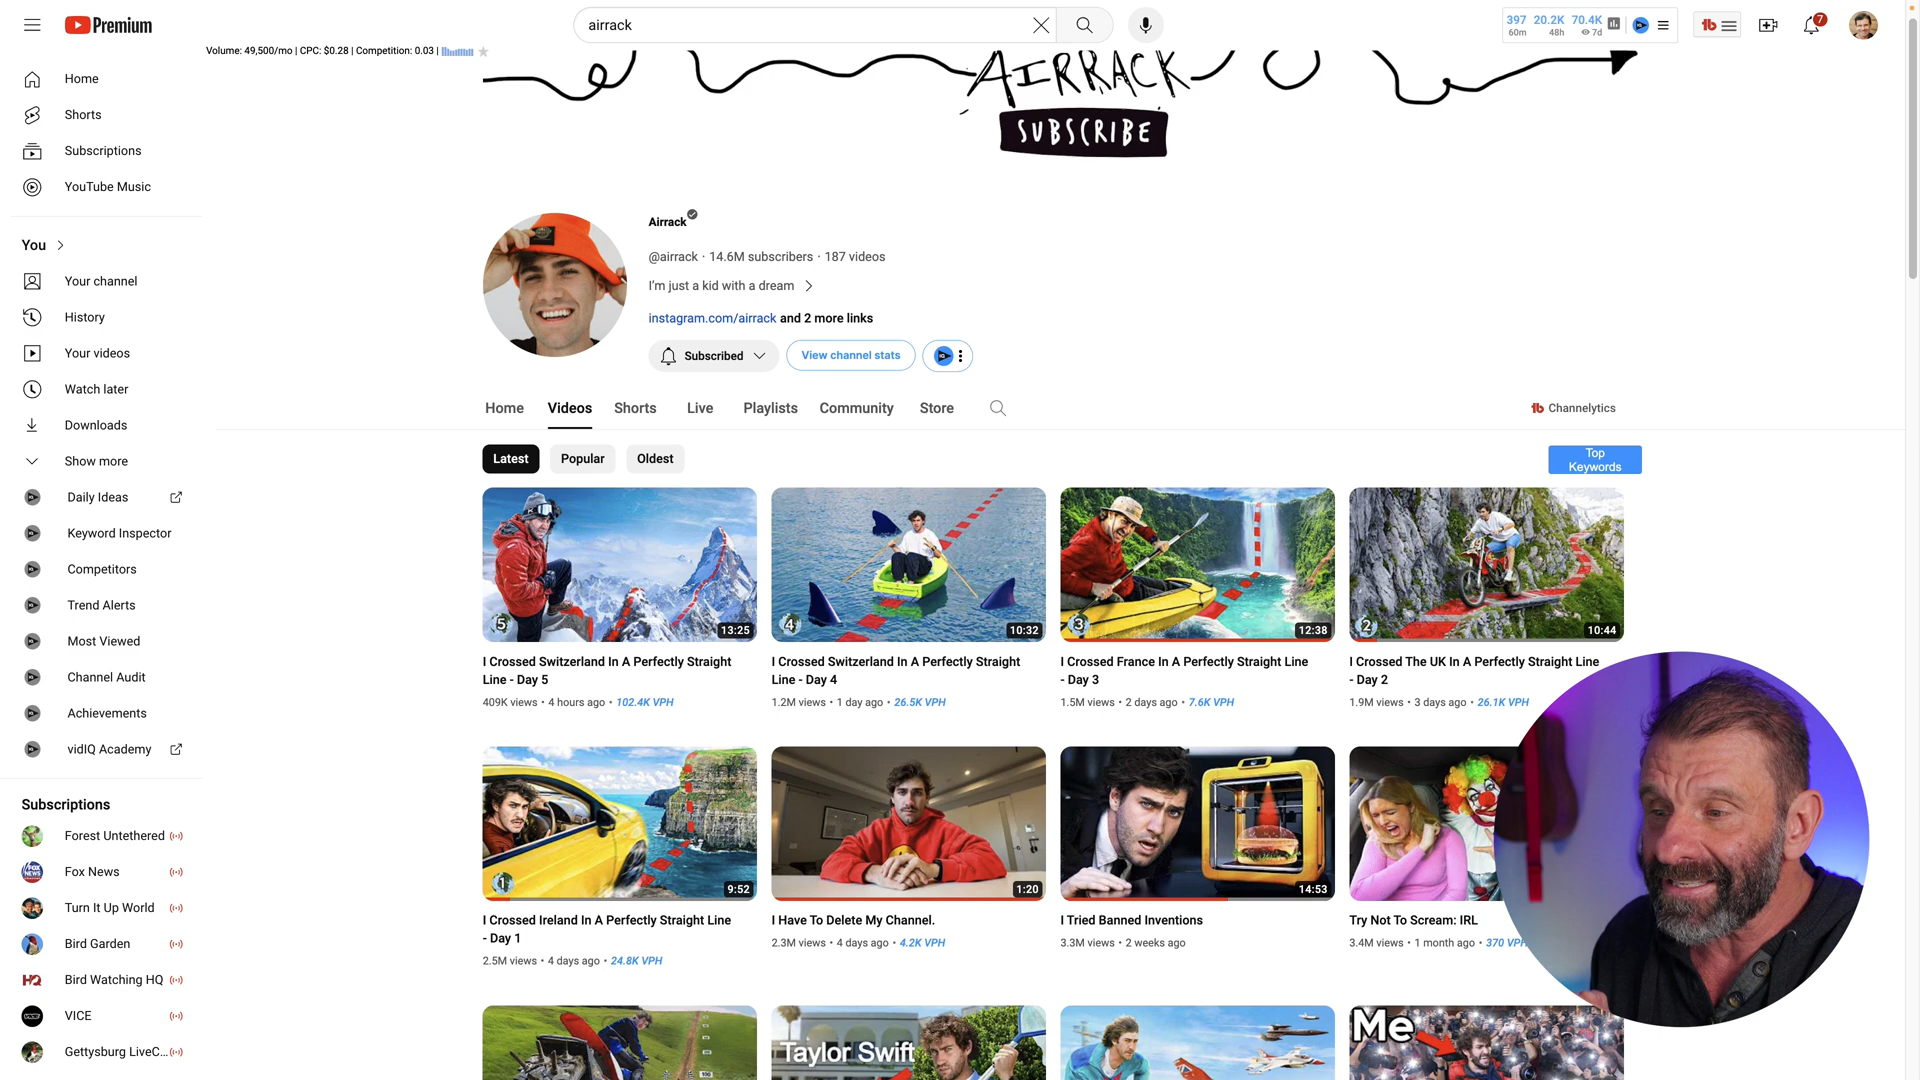 Premium
airrack
397 20.2K 70.4K
60m 48h 7d
7
Volume: 49,500/mo | CPC: $0.28 | Competition: 0.03 |
Home
Shorts
Subscriptions
YouTube Music
You
Your channel
History
Your videos
Watch later
Downloads
Show more
Daily Ideas
Keyword Inspector
Competitors
Trend Alerts
Most Viewed
Channel Audit
Achievements
vidIQ Academy
Subscriptions
Forest Untethered
Fox News
Turn It Up World
Bird Garden
Bird Watching HQ
VICE
Gettysburg LiveC...
AIRRACK
SUBSCRIBE
Airrack
@airrack · 14.6M subscribers · 187 videos
I'm just a kid with a dream
instagram.com/airrack and 2 more links
Subscribed
View channel stats
Home Videos Shorts Live Playlists Community Store
Channelytics
Latest Popular Oldest
Top
Keywords
5
13:25
4
10:32
3
12:38
2
10:44
I Crossed Switzerland In A Perfectly Straight
Line - Day 5
409K views • 4 hours ago • 102.4K VPH
I Crossed Switzerland In A Perfectly Straight
Line - Day 4
1.2M views • 1 day ago • 26.5K VPH
I Crossed France In A Perfectly Straight Line
- Day 3
1.5M views • 2 days ago • 7.6K VPH
I Crossed The UK In A Perfectly Straight Line
- Day 2
1.9M views • 3 days ago • 26.1K VPH
1
9:52
1:20
14:53
I Crossed Ireland In A Perfectly Straight Line
- Day 1
2.5M views • 4 days ago • 24.8K VPH
I Have To Delete My Channel.
2.3M views • 4 days ago • 4.2K VPH
I Tried Banned Inventions
3.3M views • 2 weeks ago
Try Not To Scream: IRL
3.4M views • 1 month ago • 370 VPH
Taylor Swift
Me